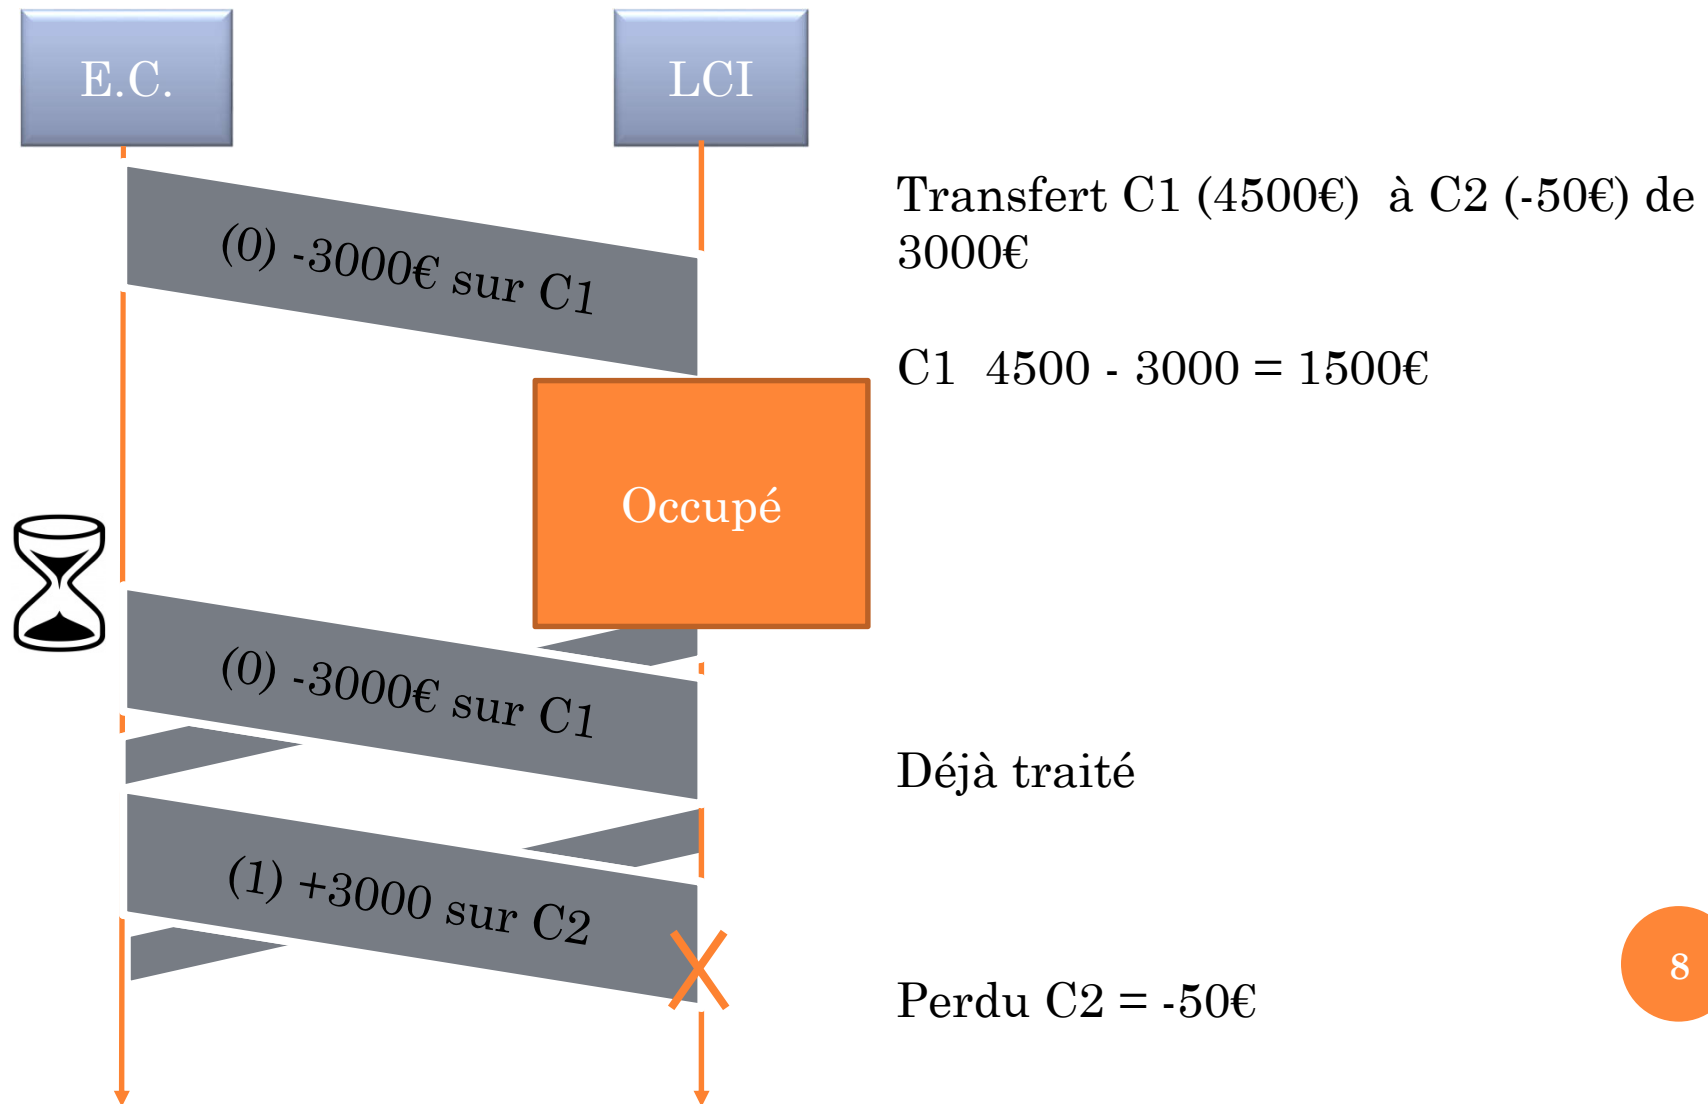 E.C.
LCI
Transfert C1 (4500€) à C2 (-50€) de
3000€
(0) -3000€ sur C1
C1 4500 - 3000 = 1500€
Occupé
(0) -3000€ sur C1
Déjà traité
(1) +3000 sur C2
Perdu C2 = -50€
8